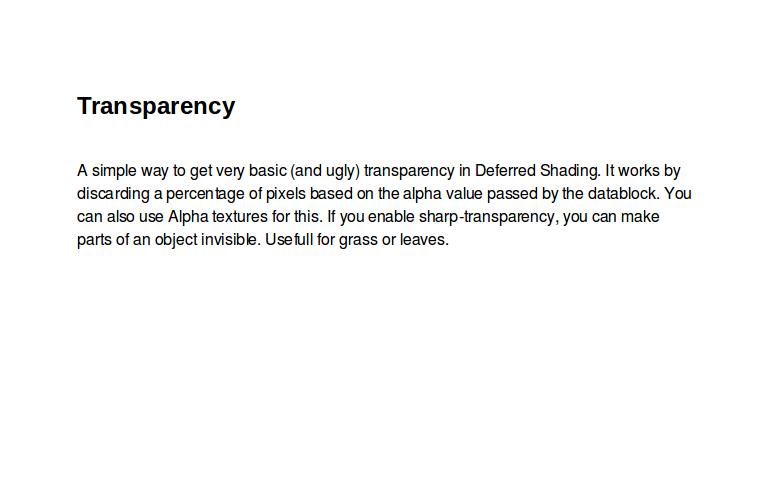 Transparency
A simple way to get very basic (and ugly) transparency in Deferred Shading. It works by
discarding a percentage of pixels based on the alpha value passed by the datablock. You
can also use Alpha textures for this. If you enable sharp-transparency, you can make
parts of an object invisible. Usefull for grass or leaves.